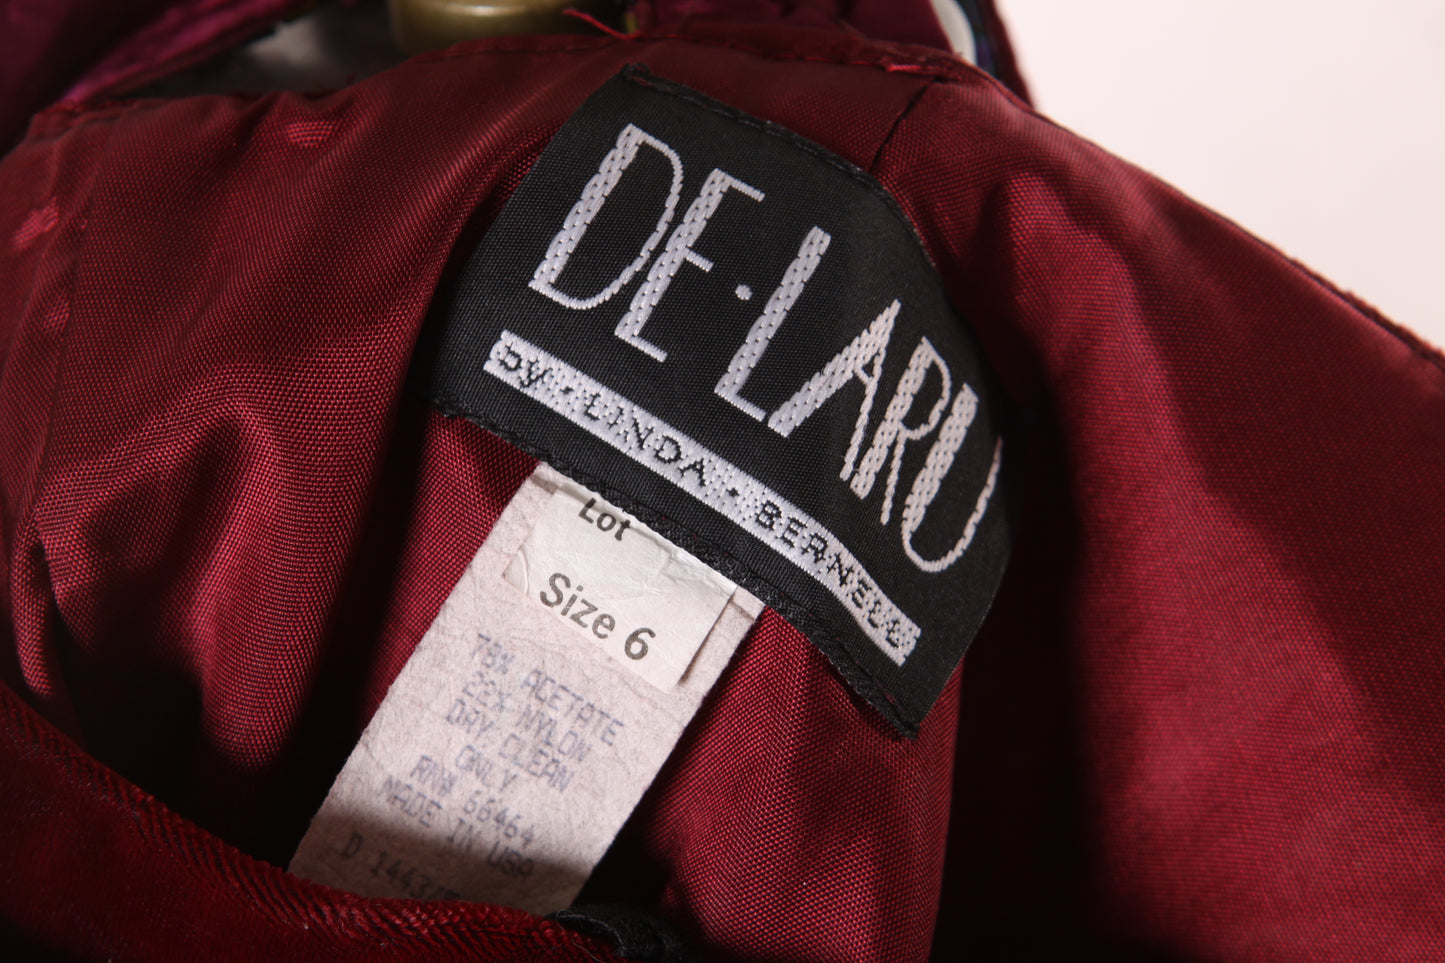 DE·LARU
by·LINDA·BERNELL
Lot
Size 6
78% ACETATE
22% NYLON
DRY CLEAN
ONLY
RN# 66464
MADE IN USA